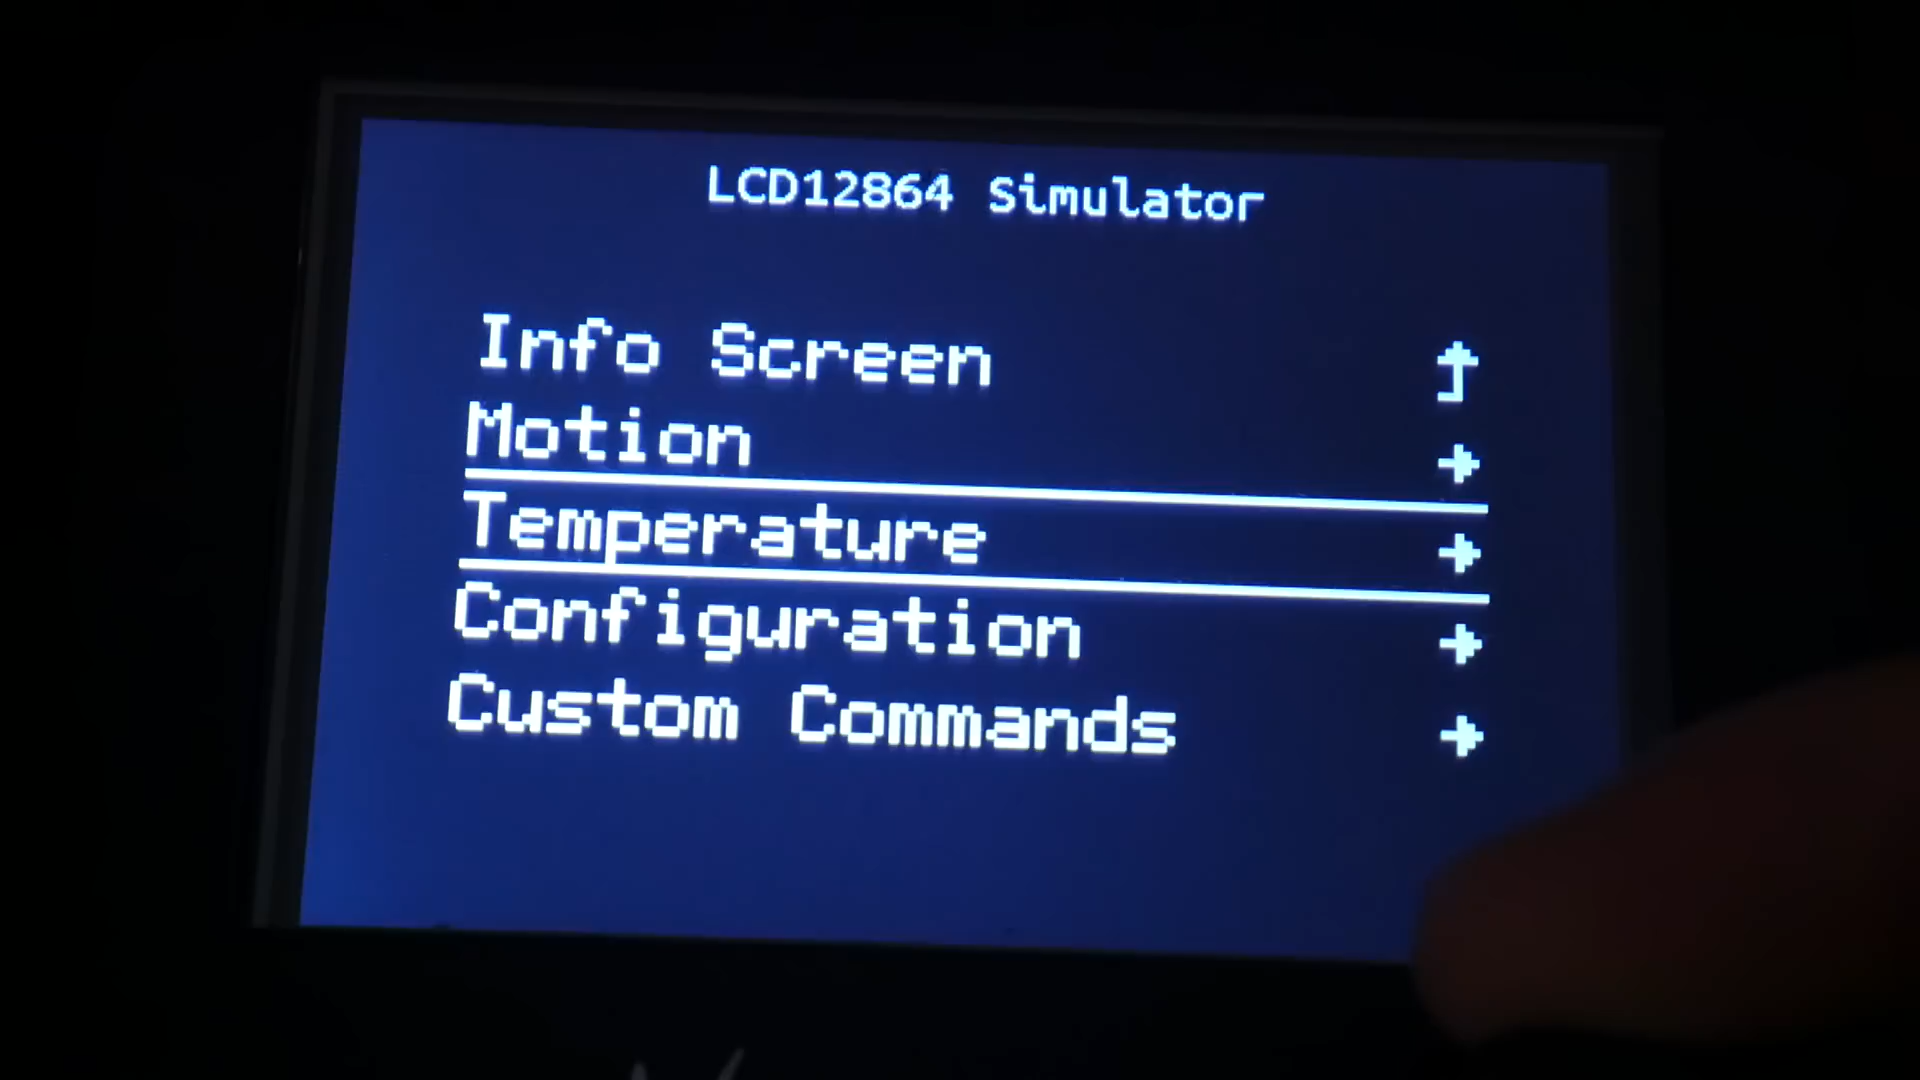 LCD12864 Simulator
Info Screen
Motion
Temperature
Configuration
Custom Commands